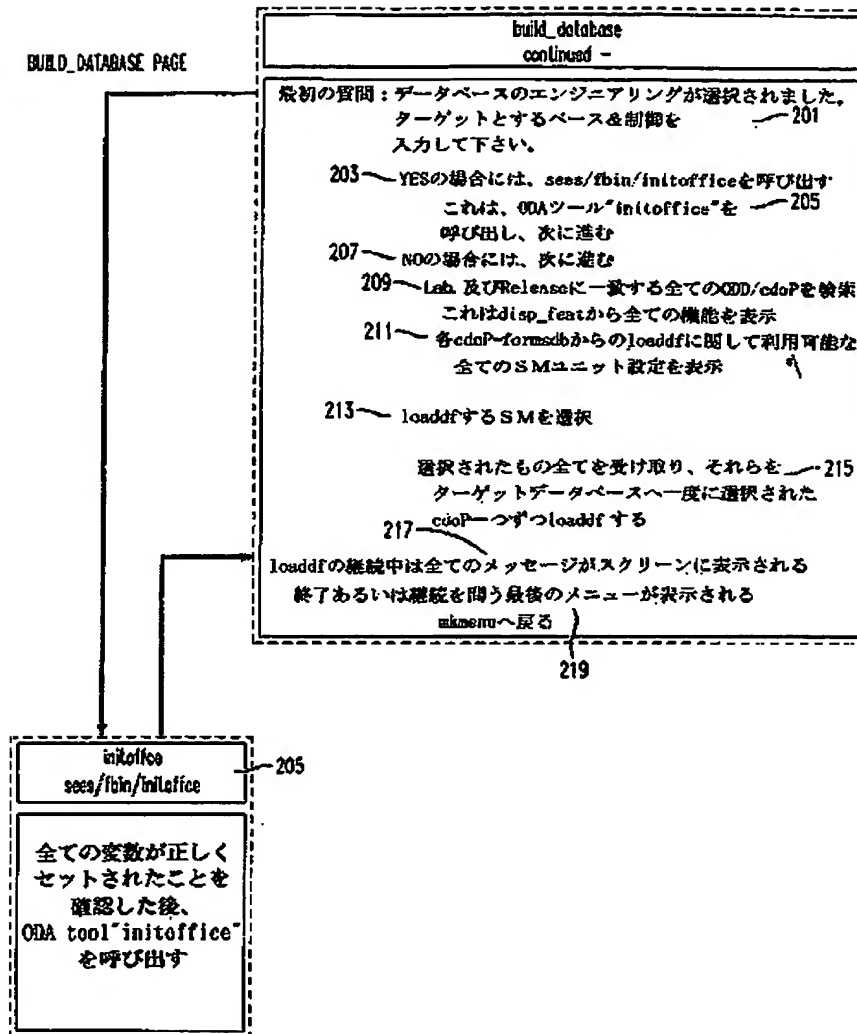 BUILD_DATABASE PAGE
build_database
continued -
最初の質問：データベースのエンジニアリングが選択されました。
ターゲットとするベース&制御を
201
入力して下さい。
203
YESの場合には、sees/fbin/initofficeを呼び出す
これは、ODAツール"initoffice"を
205
呼び出し、次に進む
207
NOの場合には、次に進む
209
Lab.及びReleaseに一致する全てのODD/cdoPを検索
これはdisp_featから全ての機能を表示
211
各cdoP-formsdbからのloaddfに関して利用可能な
全てのSMユニット設定を表示
213
loaddfするSMを選択
選択されたもの全てを受け取り、それらを
215
ターゲットデータベースへ一度に選択された
cdoP一つずつloaddfする
217
loaddfの継続中は全てのメッセージがスクリーンに表示される
終了あるいは継続を問う最後のメニューが表示される
mkmenuへ戻る
219
initoffce
sees/fbin/initoffce
205
全ての変数が正しく
セットされたことを
確認した後、
ODA tool"initoffice"
を呼び出す